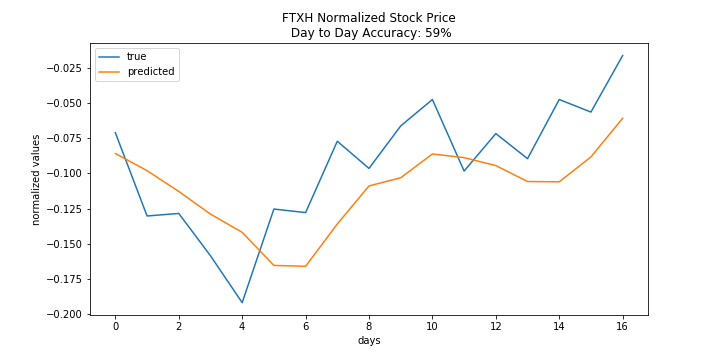 FTXH Normalized Stock Price
Day to Day Accuracy: 59%
true
predicted
normalized values
−0.025
−0.050
−0.075
−0.100
−0.125
−0.150
−0.175
−0.200
0 2 4 6 8 10 12 14 16
days